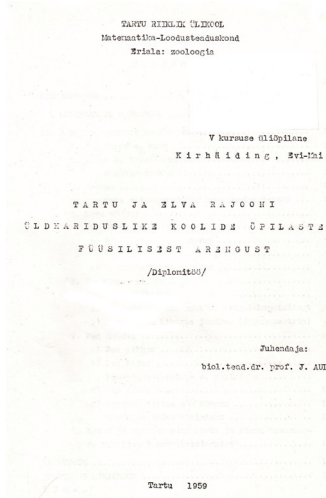 TARTU RIIKLIK ÜLIKOOL
Matemaatika-Loodusteaduskond
Eriala: zooloogia
V kursuse üliõpilane
Kirhäiding, Evi-Mai
TARTU JA ELVA RAJOONI
ÜLDHARIDUSLIKE KOOLIDE ÕPILASTE
FÜÜSILISEST ARENGUST
/Diplomitöö/
Juhendaja:
biol.tead.dr. prof. J. AUL
Tartu 1959